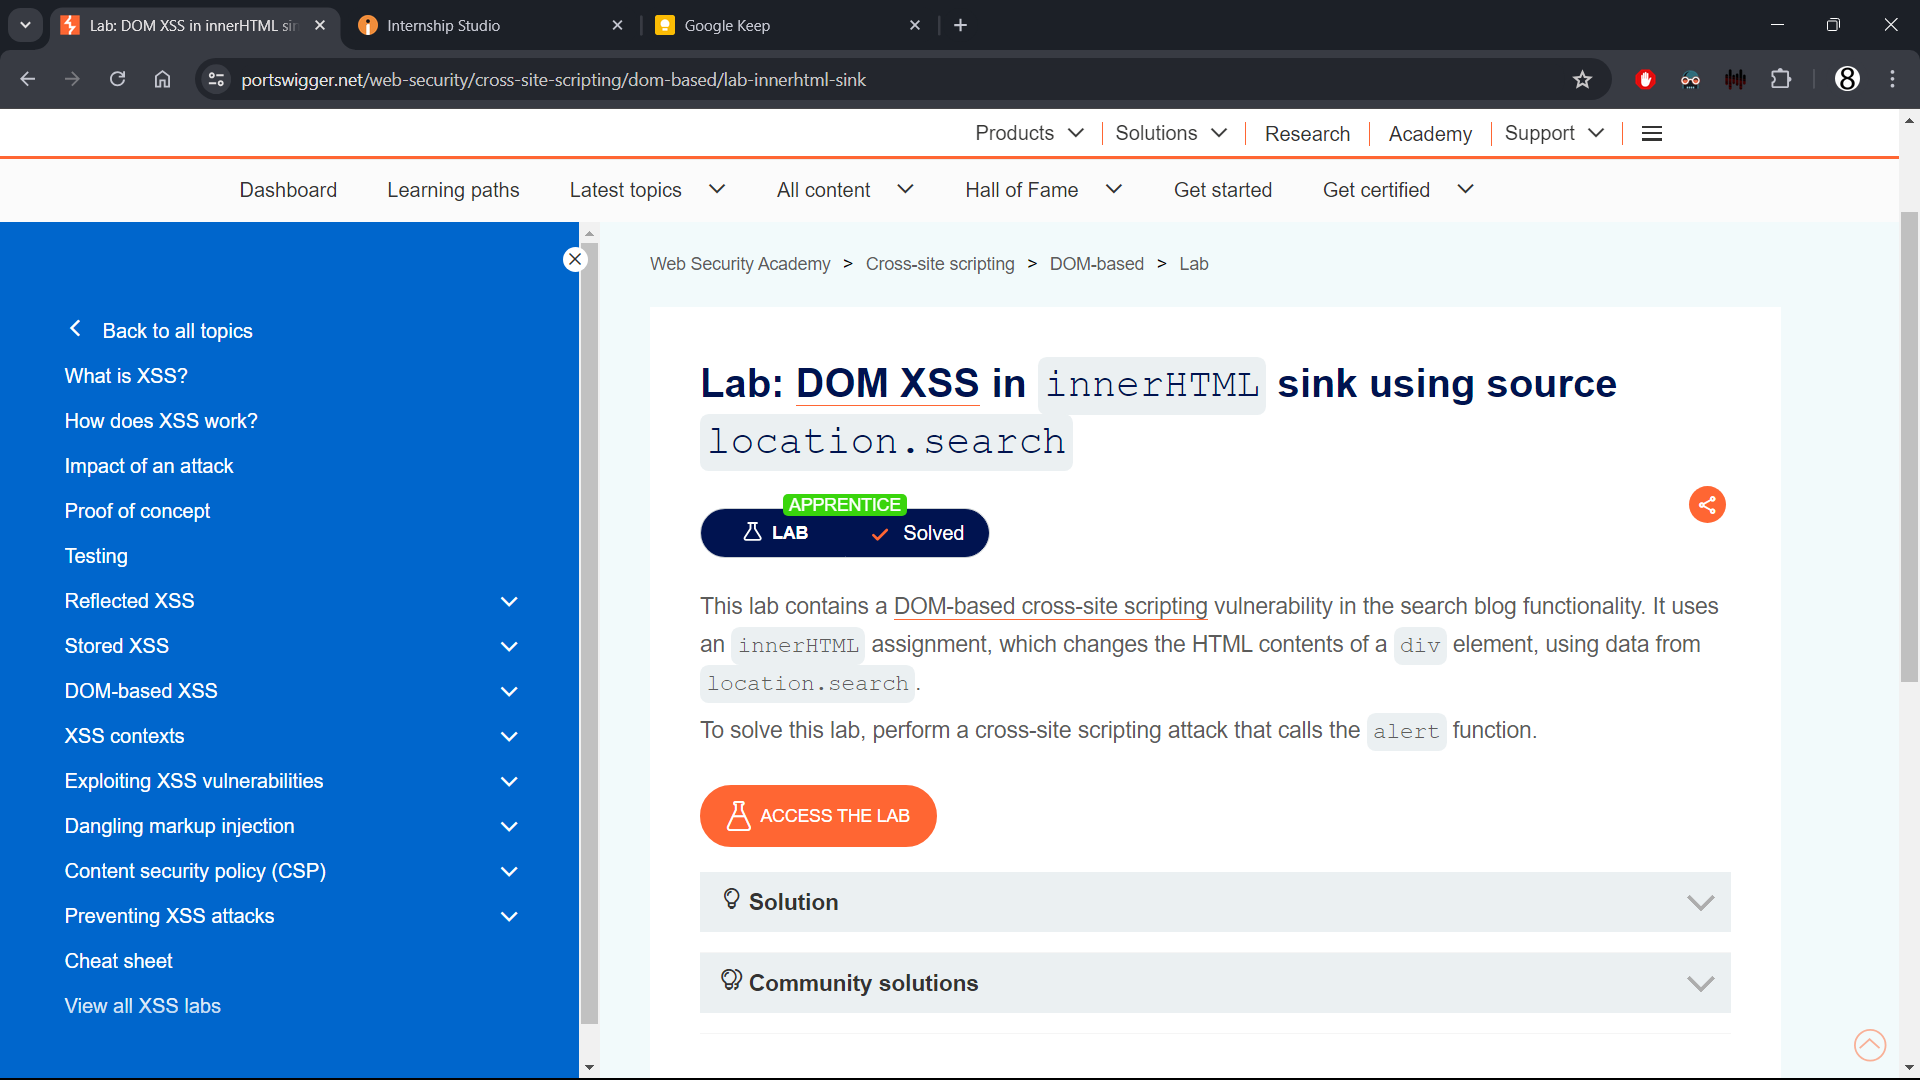 Lab: DOM XSS in innerHTML sin
Internship Studio
Google Keep
portswigger.net/web-security/cross-site-scripting/dom-based/lab-innerhtml-sink
Products
Solutions
Research
Academy
Support
Dashboard
Learning paths
Latest topics
All content
Hall of Fame
Get started
Get certified
Back to all topics
What is XSS?
How does XSS work?
Impact of an attack
Proof of concept
Testing
Reflected XSS
Stored XSS
DOM-based XSS
XSS contexts
Exploiting XSS vulnerabilities
Dangling markup injection
Content security policy (CSP)
Preventing XSS attacks
Cheat sheet
View all XSS labs
Web Security Academy > Cross-site scripting > DOM-based > Lab
Lab: DOM XSS in innerHTML sink using source
location.search
APPRENTICE
LAB Solved
This lab contains a DOM-based cross-site scripting vulnerability in the search blog functionality. It uses
an innerHTML assignment, which changes the HTML contents of a div element, using data from
location.search.
To solve this lab, perform a cross-site scripting attack that calls the alert function.
ACCESS THE LAB
Solution
Community solutions